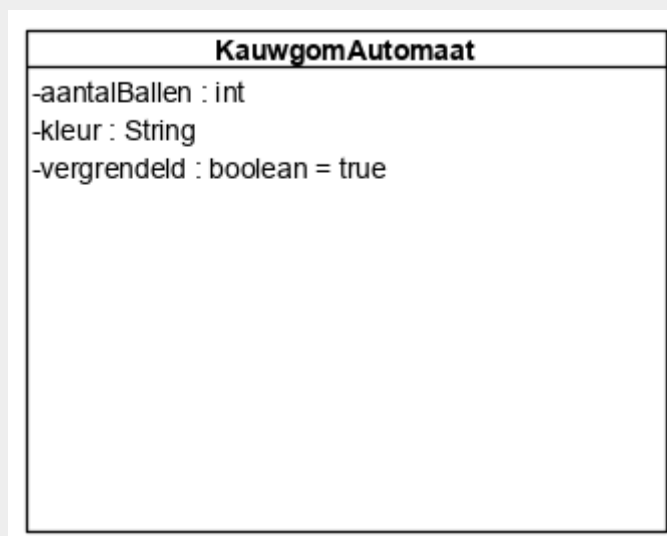 KauwgomAutomaat
-aantalBallen : int
-kleur : String
-vergrendeld : boolean = true